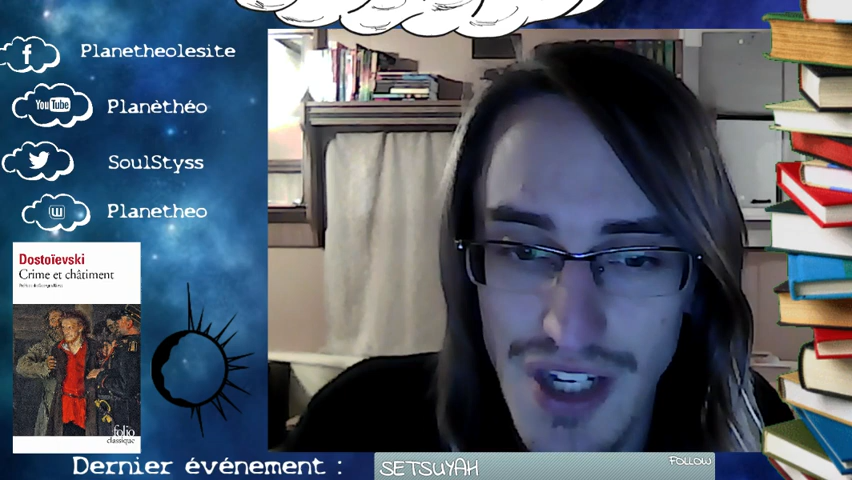 f Planetheolesite
You Tube Planèthéo
SoulStyss
w Planetheo
Dostoïevski
Crime et châtiment
folio
classique
Dernier événement : SETSUYAH FOLLOW